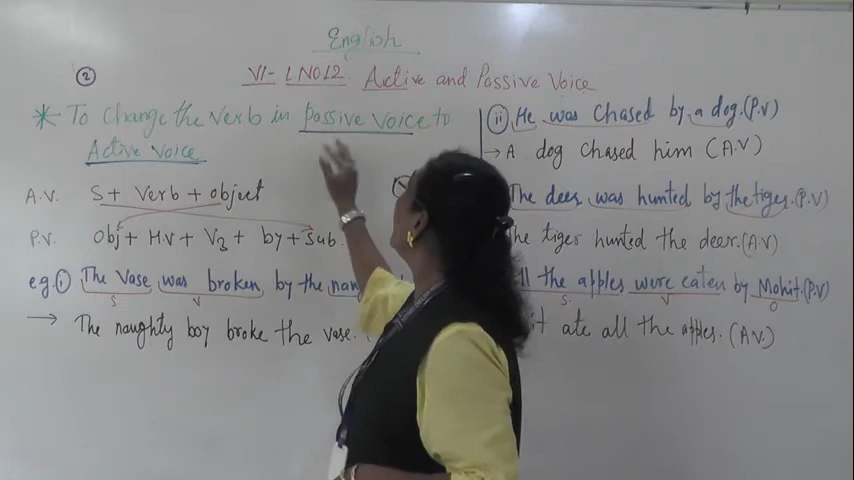 English
②
VI- L NO12. Active and Passive Voice
* To Change the verb in passive voice to
Active voice
A.V. S + Verb + object
P.V. Obj + H.V + V3 + by + Sub.
e.g. ① The Vase was broken by the
S V
→ The naughty boy broke the vase.
ⅱ He was Chased by a dog. (P.V)
→ A dog chased him (A.V)
The deer was hunted by the tiger. (P.V)
The tiger hunted the deer. (A.V)
the apples were eaten by Mohit. (P.V)
S. V O
ate all the apples. (A.V.)